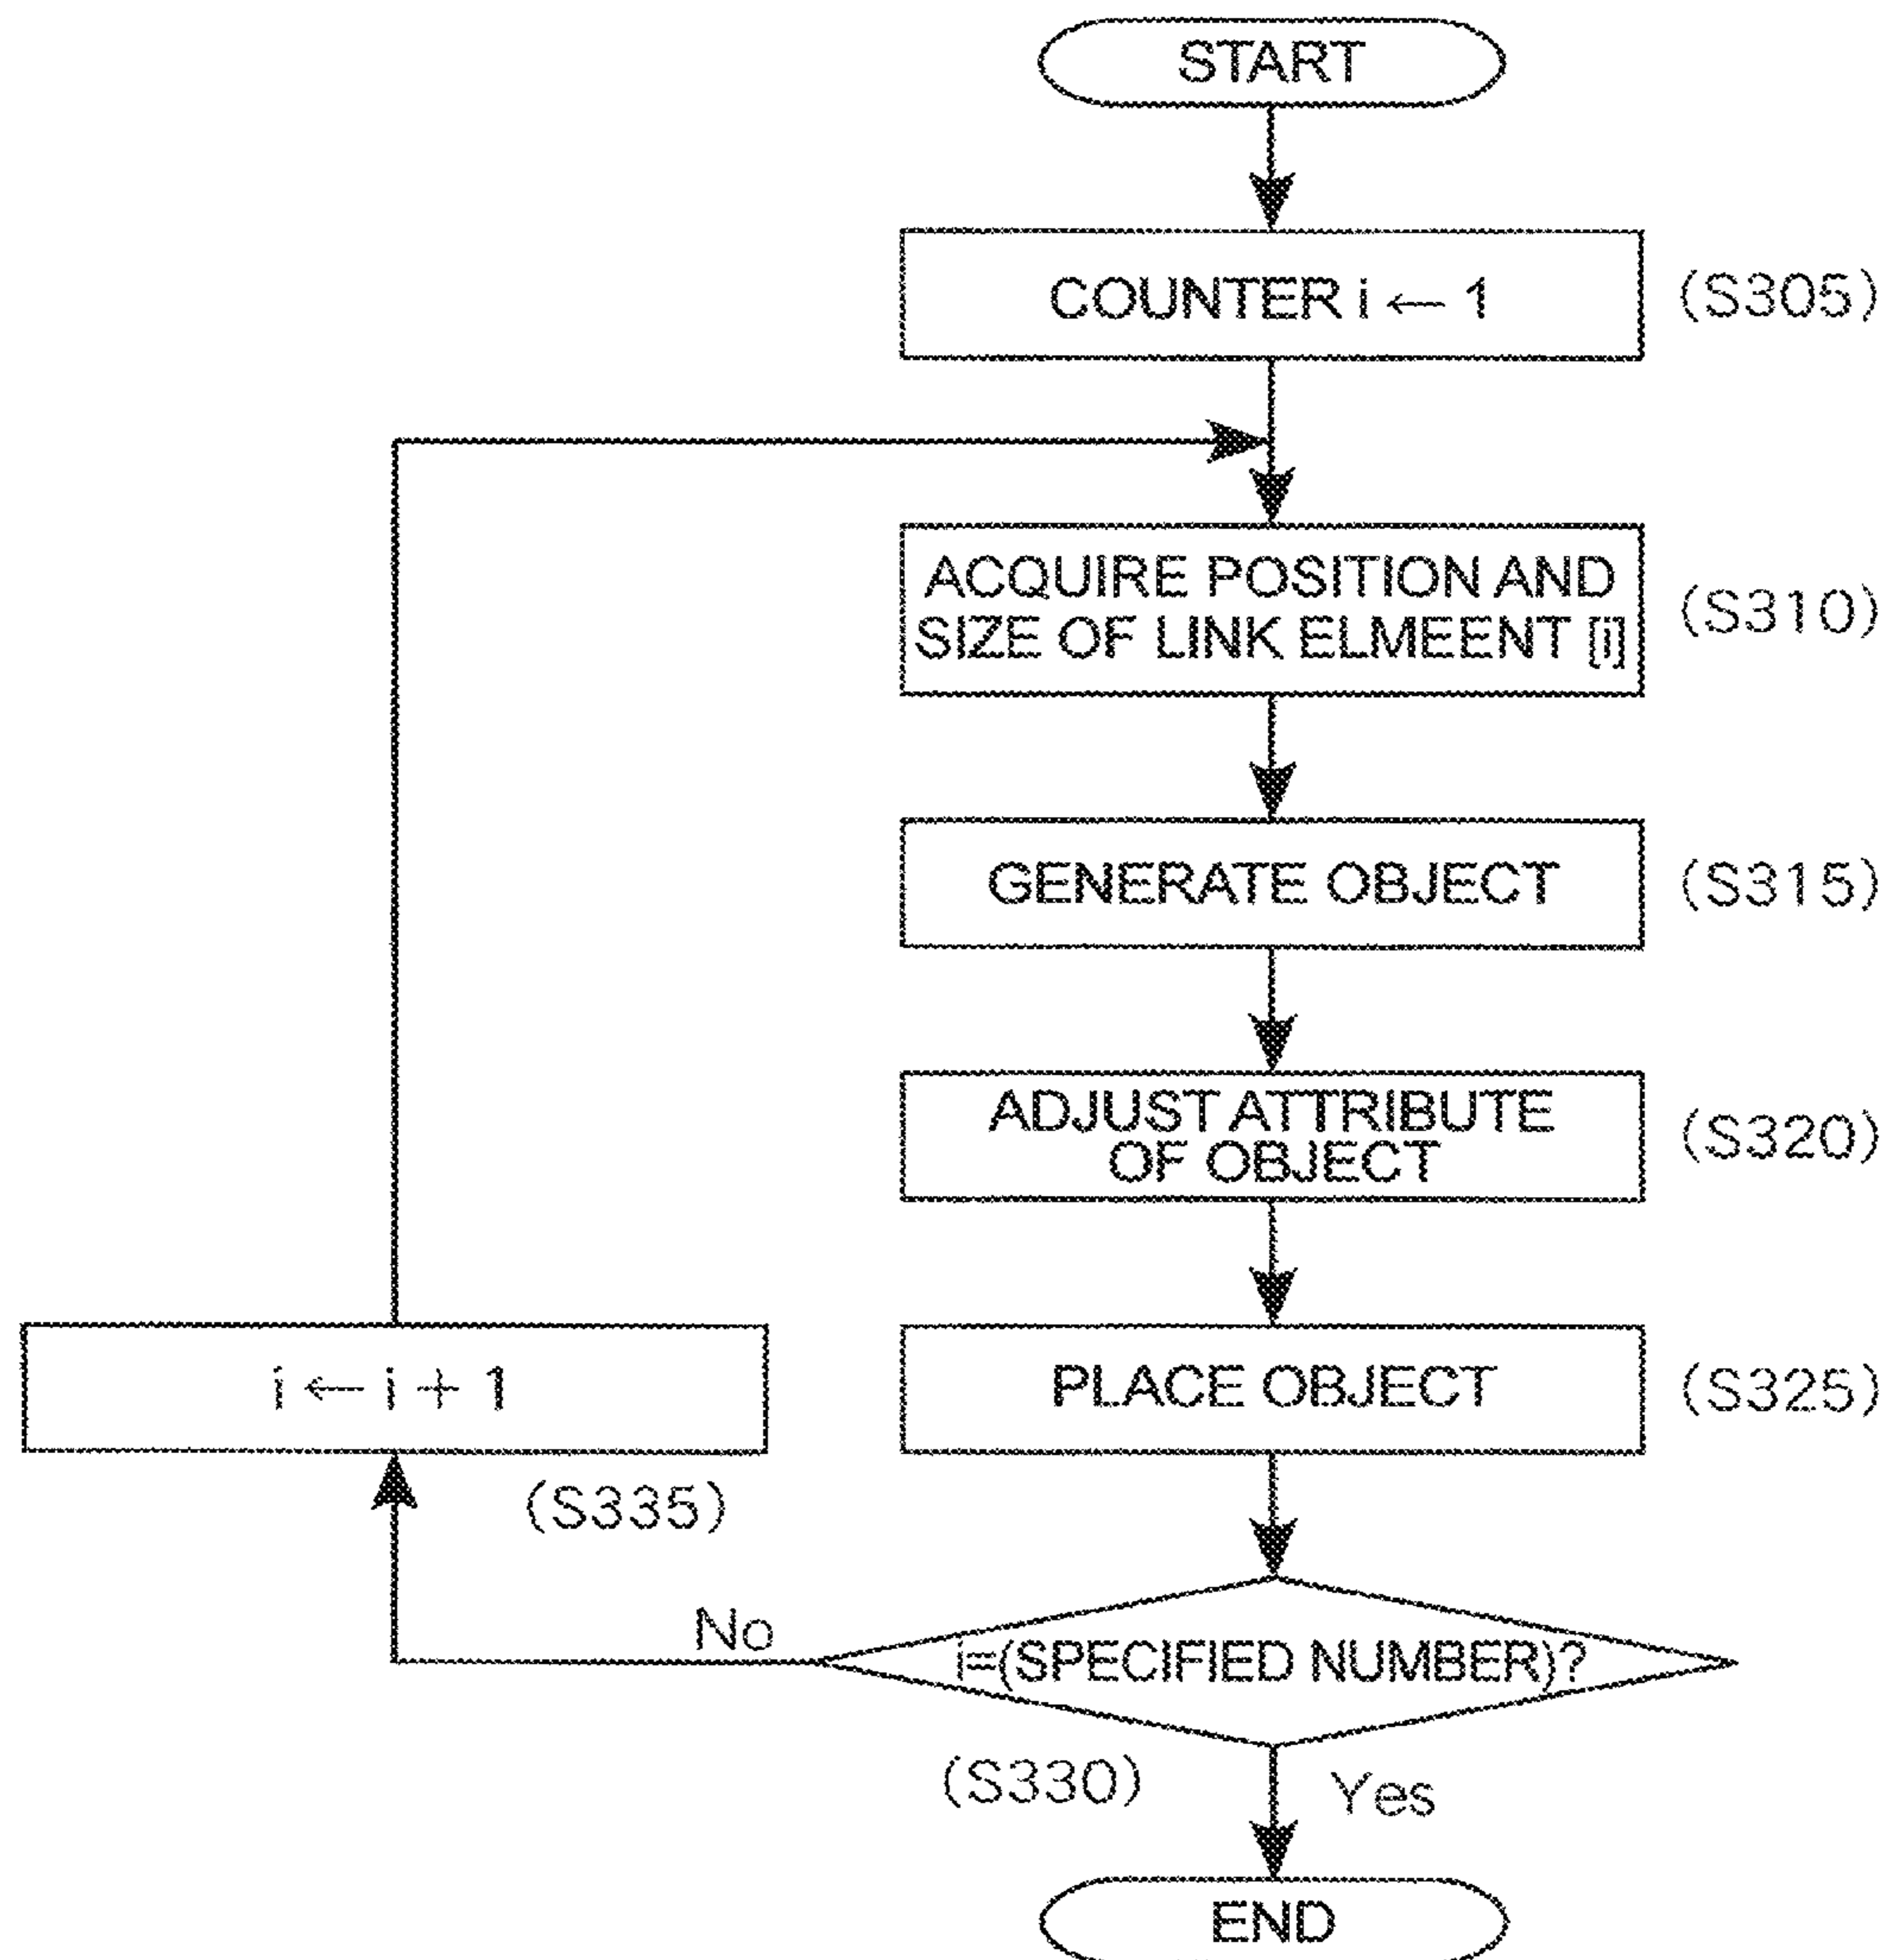 START
COUNTER i ← 1
(S305)
ACQUIRE POSITION AND
SIZE OF LINK ELMEENT [i]
(S310)
GENERATE OBJECT
(S315)
ADJUST ATTRIBUTE
OF OBJECT
(S320)
i ← i + 1
(S335)
PLACE OBJECT
(S325)
No
i=(SPECIFIED NUMBER)?
(S330)
Yes
END